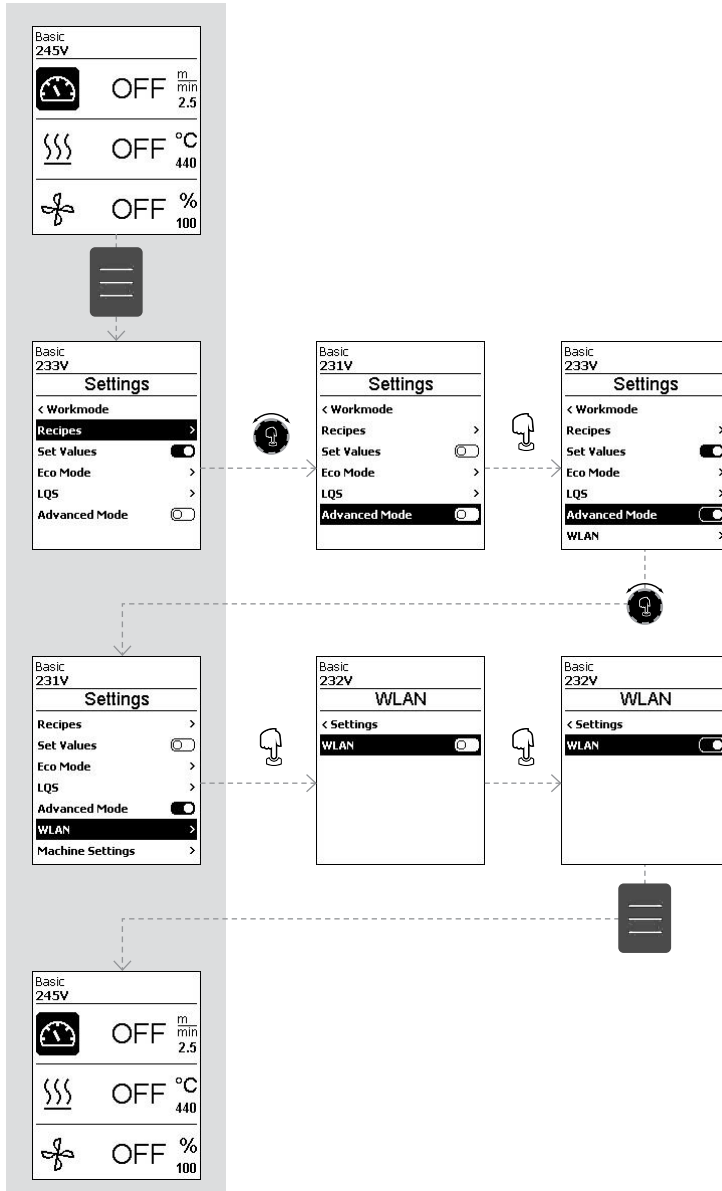 Basic
245V
OFF m/min 2.5
OFF °C 440
OFF % 100
Basic
233V
Settings
< Workmode
Recipes >
Set Values
Eco Mode >
LQS >
Advanced Mode
Basic
231V
Settings
< Workmode
Recipes >
Set Values
Eco Mode >
LQS >
Advanced Mode
Basic
233V
Settings
< Workmode
Recipes >
Set Values
Eco Mode >
LQS >
Advanced Mode
WLAN >
Basic
231V
Settings
Recipes >
Set Values
Eco Mode >
LQS >
Advanced Mode
WLAN >
Machine Settings >
Basic
232V
WLAN
< Settings
WLAN
Basic
232V
WLAN
< Settings
WLAN
Basic
245V
OFF m/min 2.5
OFF °C 440
OFF % 100